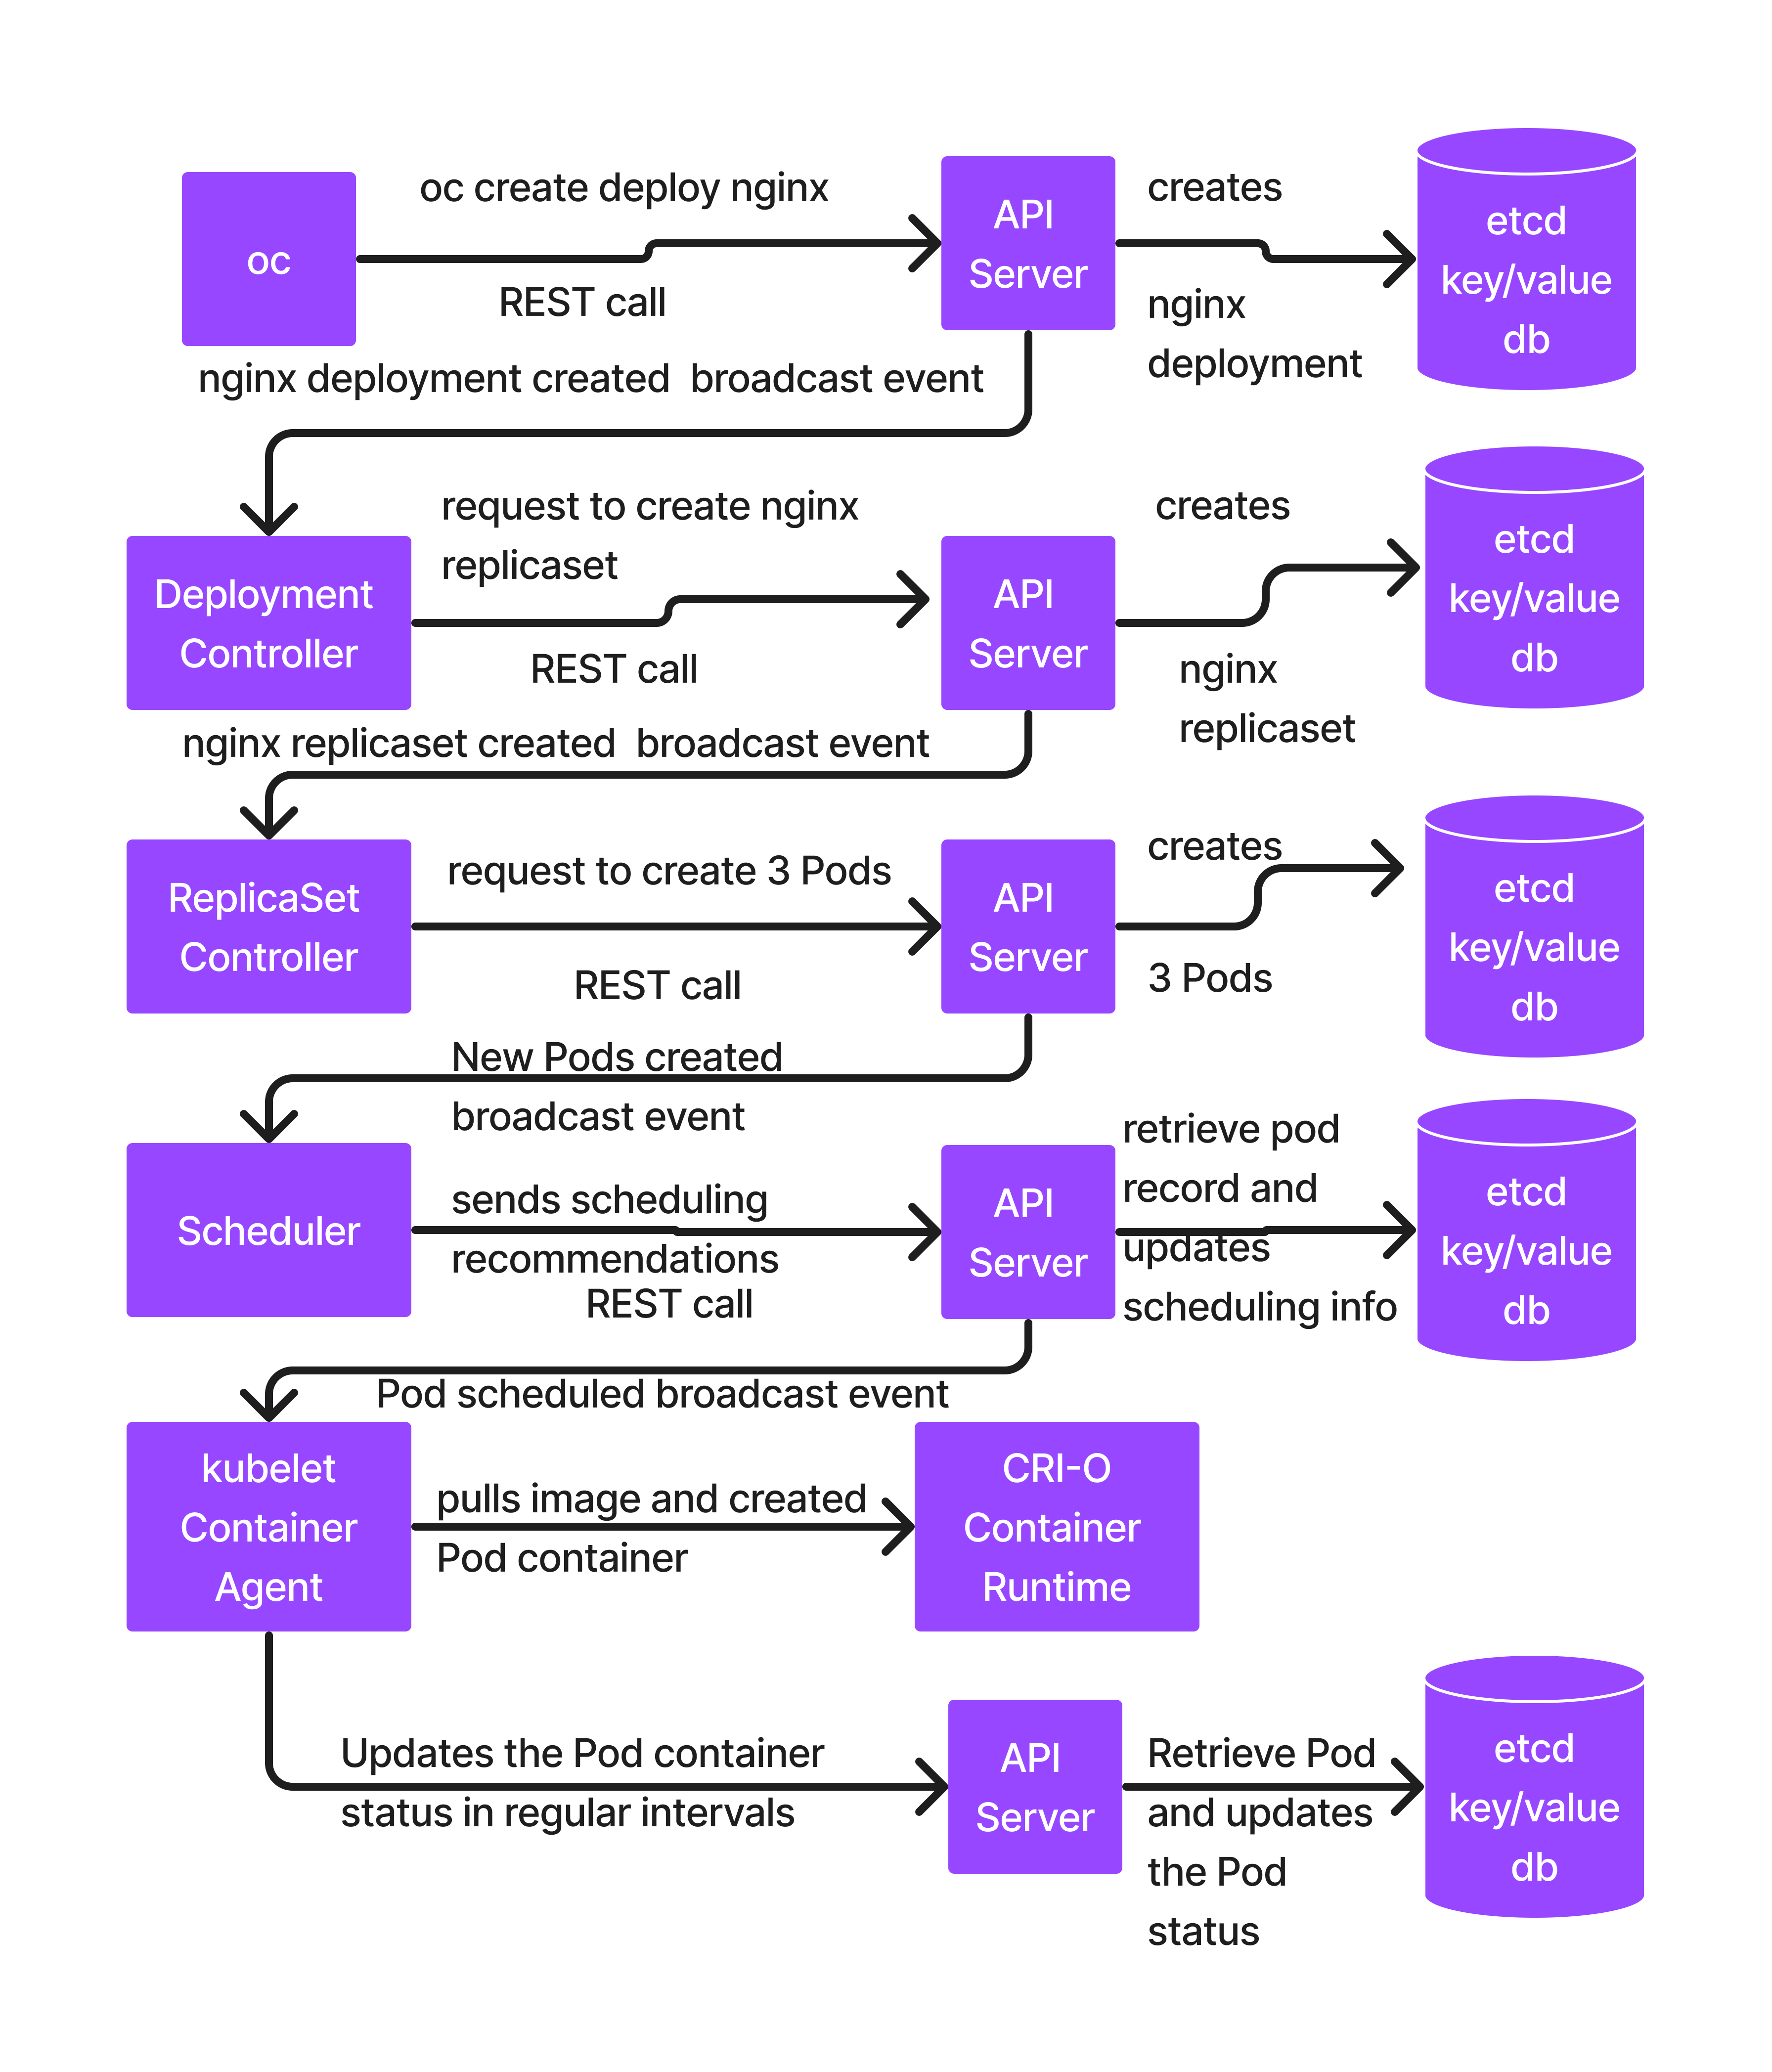 oc
oc create deploy nginx
REST call
API
Server
creates
nginx
deployment
etcd
key/value
db
nginx deployment created  broadcast event
Deployment
Controller
request to create nginx
replicaset
REST call
API
Server
creates
nginx
replicaset
etcd
key/value
db
nginx replicaset created  broadcast event
ReplicaSet
Controller
request to create 3 Pods
REST call
API
Server
creates
3 Pods
etcd
key/value
db
New Pods created
broadcast event
Scheduler
sends scheduling
recommendations
REST call
API
Server
retrieve pod
record and
updates
scheduling info
etcd
key/value
db
Pod scheduled broadcast event
kubelet
Container
Agent
pulls image and created
Pod container
CRI-O
Container
Runtime
Updates the Pod container
status in regular intervals
API
Server
Retrieve Pod
and updates
the Pod
status
etcd
key/value
db